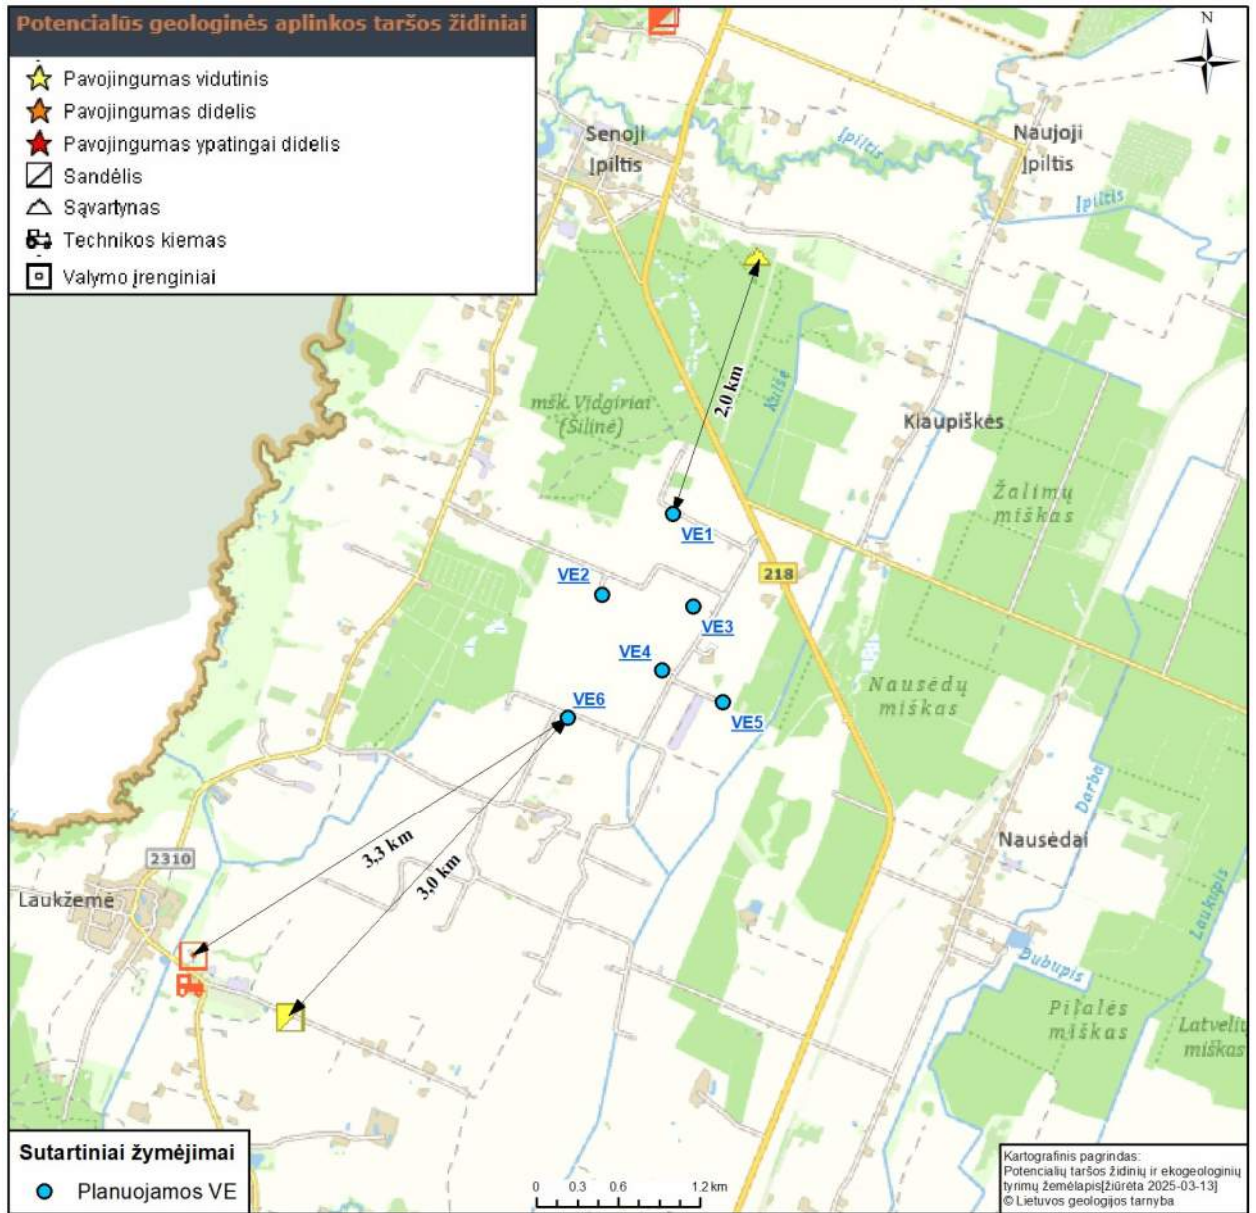 Potencialūs geologinės aplinkos taršos židiniai
Pavojingumas vidutinis
Pavojingumas didelis
Pavojingumas ypatingai didelis
Sandėlis
Sąvartynas
Technikos kiemas
Valymo įrenginiai
N
Senoji
Įpiltis
Įpiltis
Naujoji
Įpiltis
Įpiltis
2,0 km
Kulšė
mšk. Vidgiriai
(Šilinė)
Kiaupiškės
Žalimų
miškas
VE1
218
VE2
VE3
VE4
Nausėdų
miškas
VE6
VE5
Darba
3,3 km
Nausėdai
2310
3,0 km
Laukžemė
Laukupis
Dubupis
Pilalės
miškas
Latvelių
miškas
Sutartiniai žymėjimai
Planuojamos VE
0 0.3 0.6 1.2 km
Kartografinis pagrindas:
Potencialių taršos židinių ir ekogeologinių
tyrimų žemėlapis[žiūrėta 2025-03-13]
© Lietuvos geologijos tarnyba